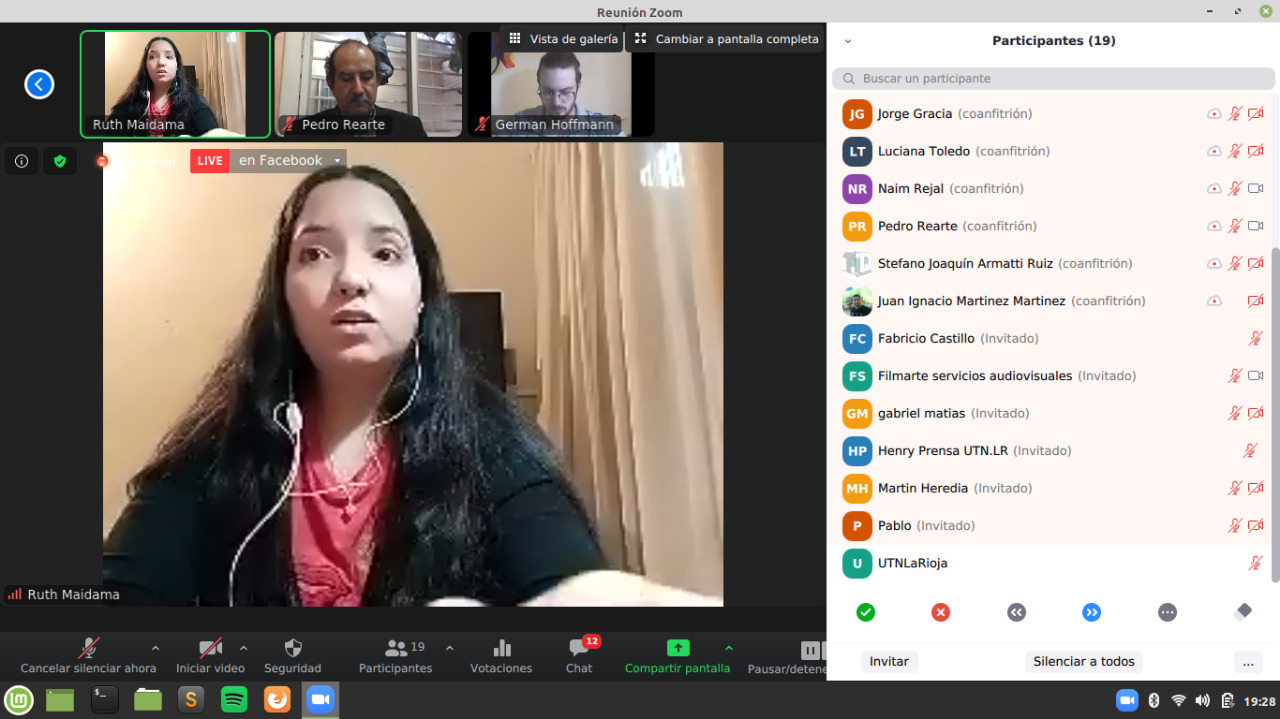 Reunión Zoom
Vista de galería
Cambiar a pantalla completa
Ruth Maidama
Pedro Rearte
German Hoffmann
LIVE
en Facebook
Ruth Maidama
Participantes (19)
Buscar un participante
JG Jorge Gracia (coanfitrión)
LT Luciana Toledo (coanfitrión)
NR Naim Rejal (coanfitrión)
PR Pedro Rearte (coanfitrión)
Stefano Joaquín Armatti Ruiz (coanfitrión)
Juan Ignacio Martinez Martinez (coanfitrión)
FC Fabricio Castillo (Invitado)
FS Filmarte servicios audiovisuales (Invitado)
GM gabriel matias (Invitado)
HP Henry Prensa UTN.LR (Invitado)
MH Martin Heredia (Invitado)
P Pablo (Invitado)
U UTNLaRioja
Invitar
Silenciar a todos
...
Cancelar silenciar ahora
Iniciar video
Seguridad
19
Participantes
Votaciones
12
Chat
Compartir pantalla
Pausar/detene
S
19:28